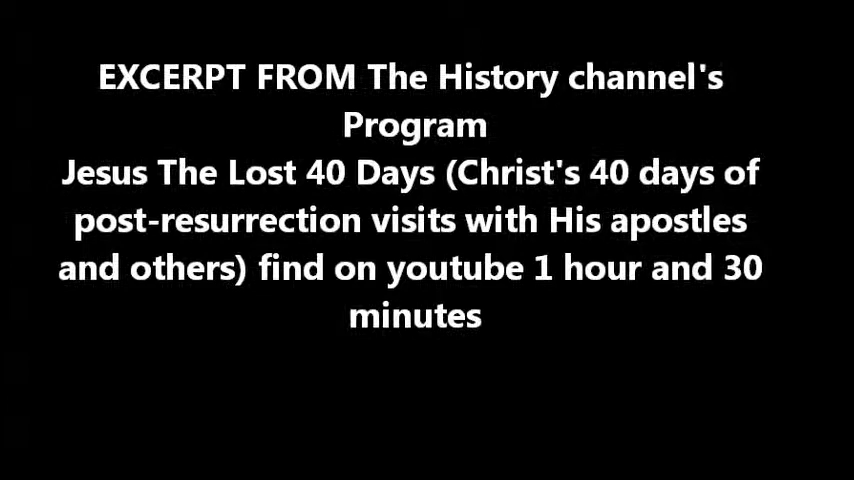 EXCERPT FROM The History channel's
Program
Jesus The Lost 40 Days (Christ's 40 days of
post-resurrection visits with His apostles
and others) find on youtube 1 hour and 30
minutes